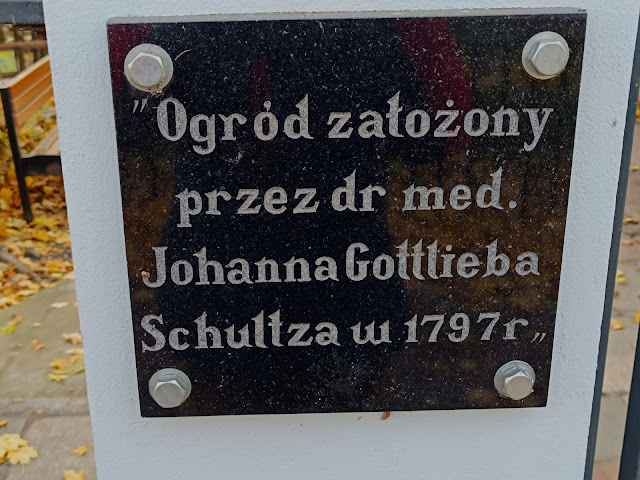 "Ogród założony
przez dr med.
Johanna Gottlieba
Schultza w 1797r„